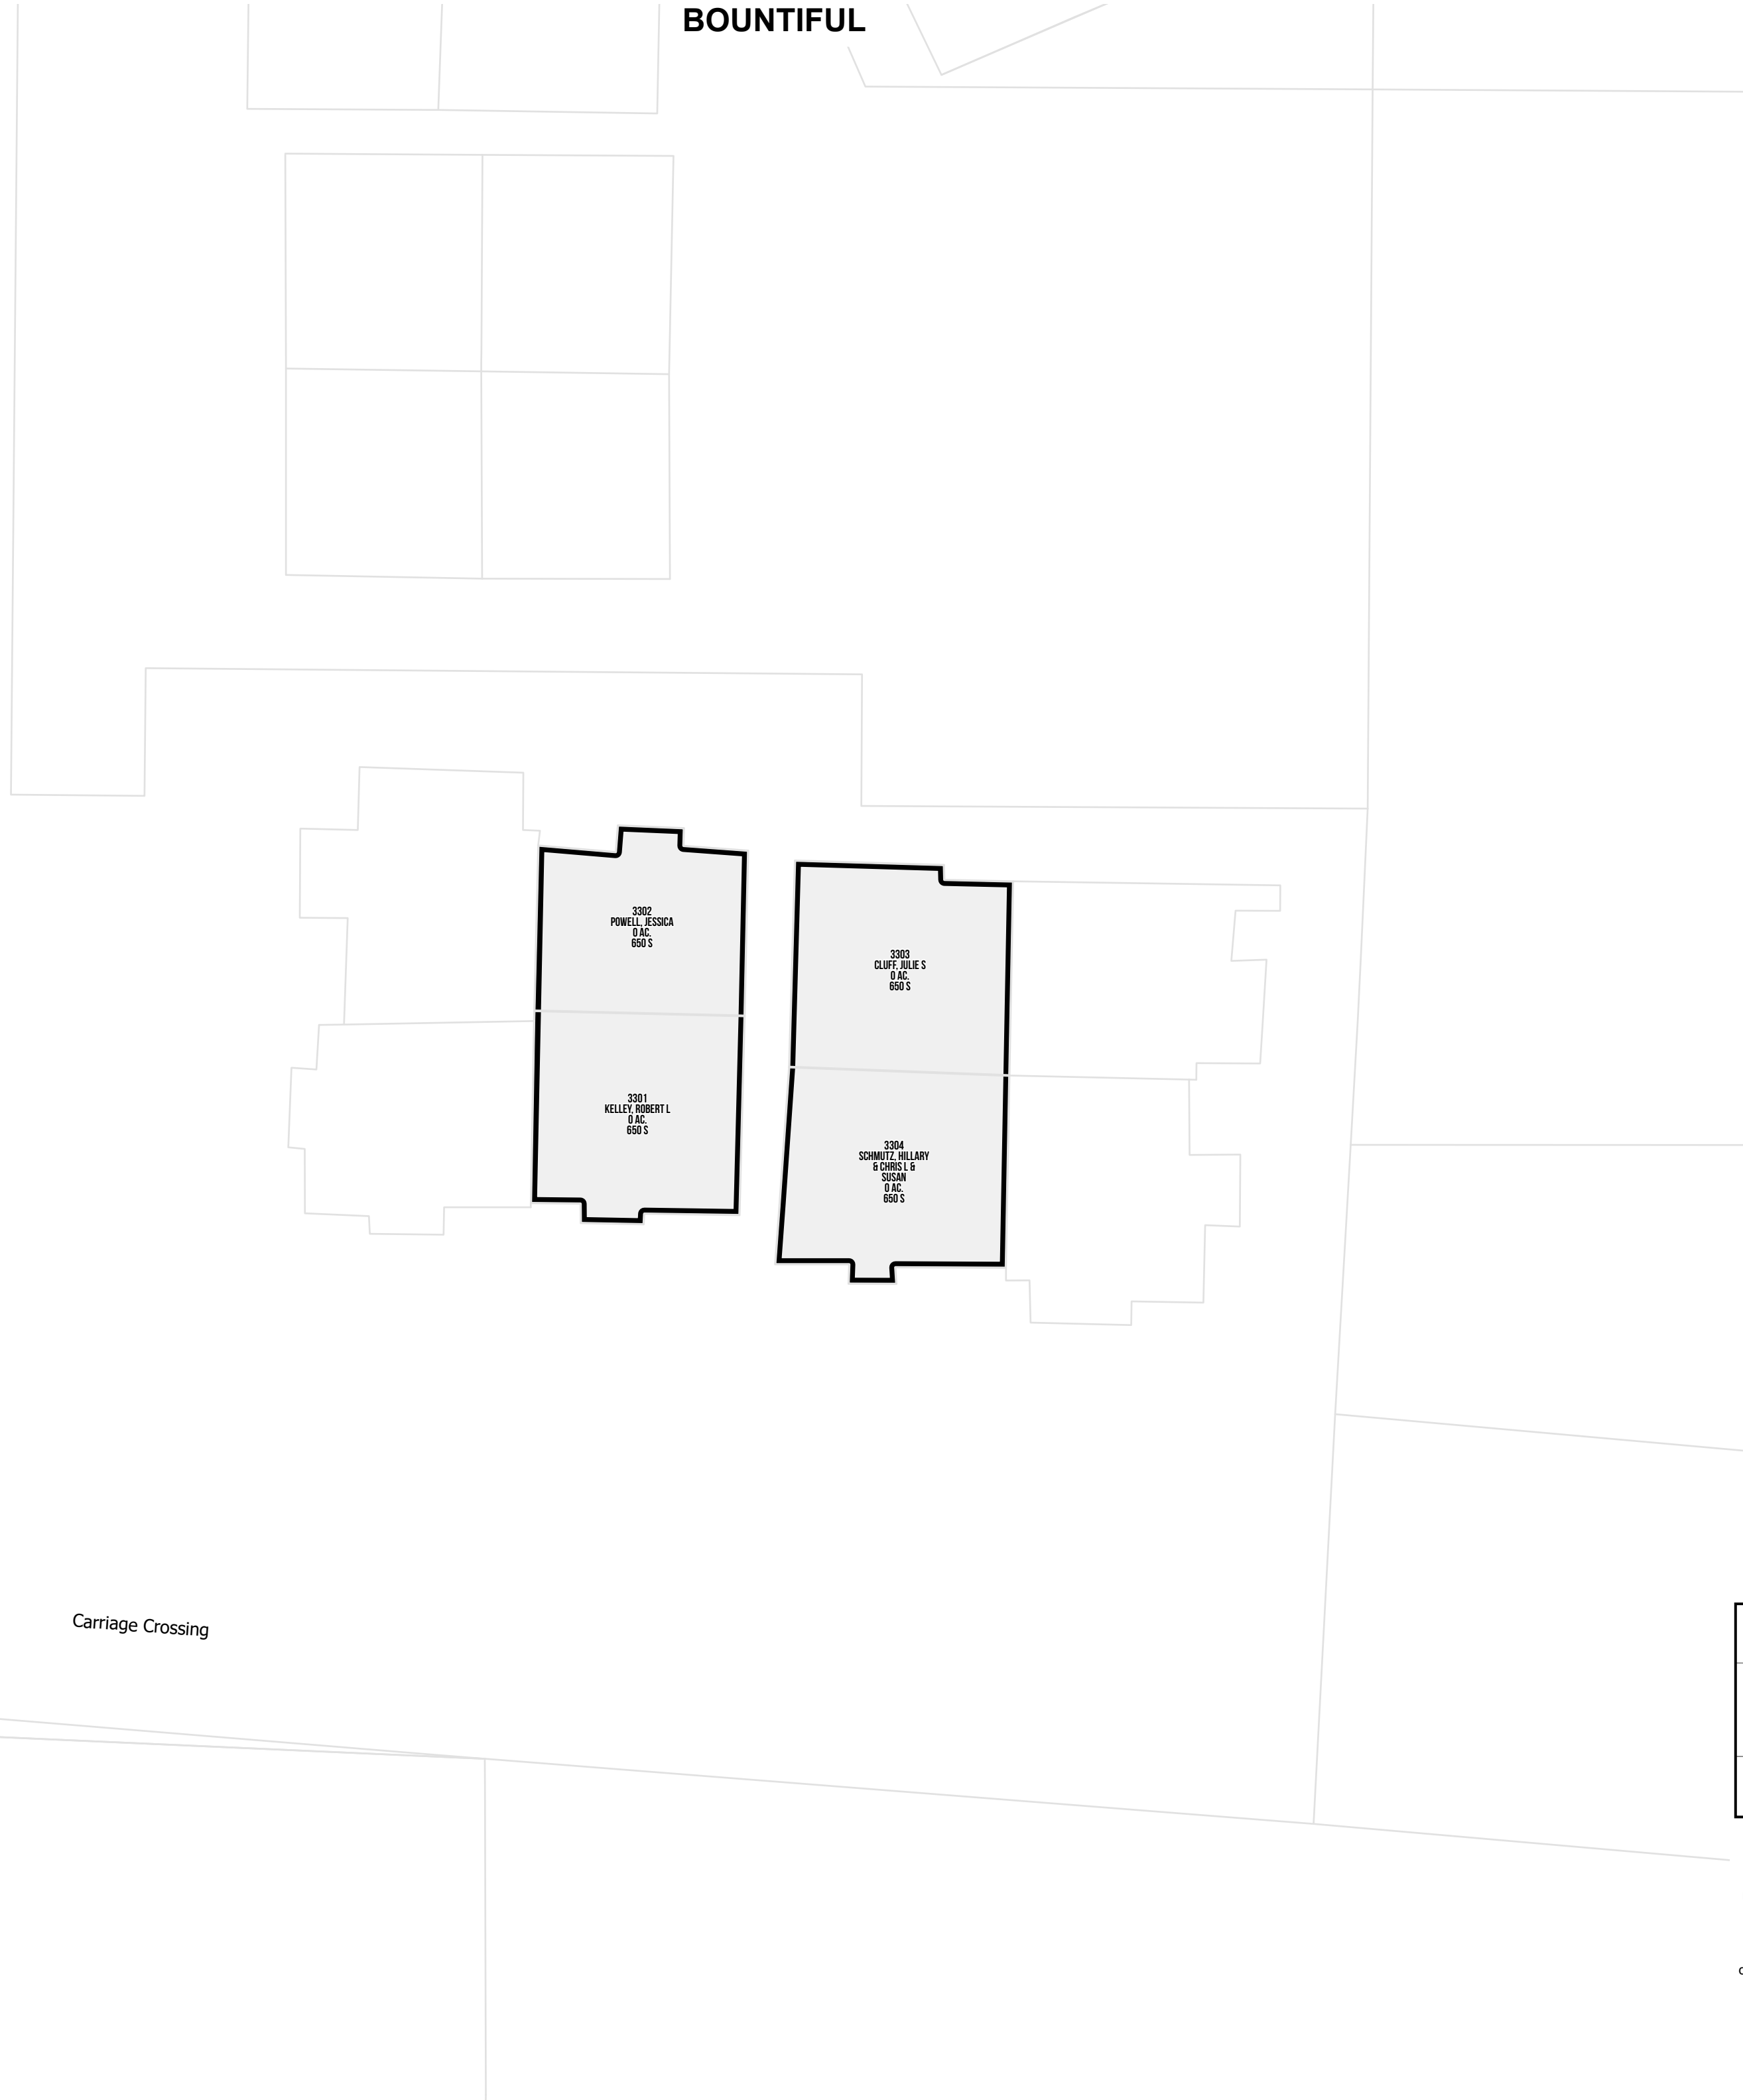 BOUNTIFUL
3302
POWELL, JESSICA
0 AC.
650 S
3303
CLUFF, JULIE S
0 AC.
650 S
3301
KELLEY, ROBERT L
0 AC.
650 S
3304
SCHMUTZ, HILLARY
& CHRIS L &
SUSAN
0 AC.
650 S
Carriage Crossing